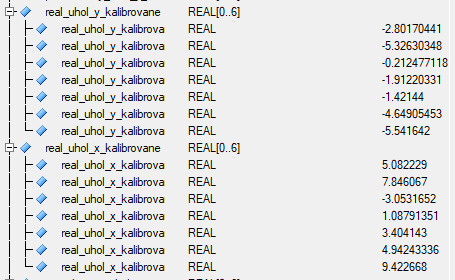 real_uhol_y_kalibrovane REAL[0..6]
real_uhol_y_kalibrova REAL -2.80170441
real_uhol_y_kalibrova REAL -5.32630348
real_uhol_y_kalibrova REAL -0.212477118
real_uhol_y_kalibrova REAL -1.91220331
real_uhol_y_kalibrova REAL -1.42144
real_uhol_y_kalibrova REAL -4.64905453
real_uhol_y_kalibrova REAL -5.541642
real_uhol_x_kalibrovane REAL[0..6]
real_uhol_x_kalibrova REAL 5.082229
real_uhol_x_kalibrova REAL 7.846067
real_uhol_x_kalibrova REAL -3.0531652
real_uhol_x_kalibrova REAL 1.08791351
real_uhol_x_kalibrova REAL 3.404143
real_uhol_x_kalibrova REAL 4.94243336
real_uhol_x_kalibrova REAL 9.422668